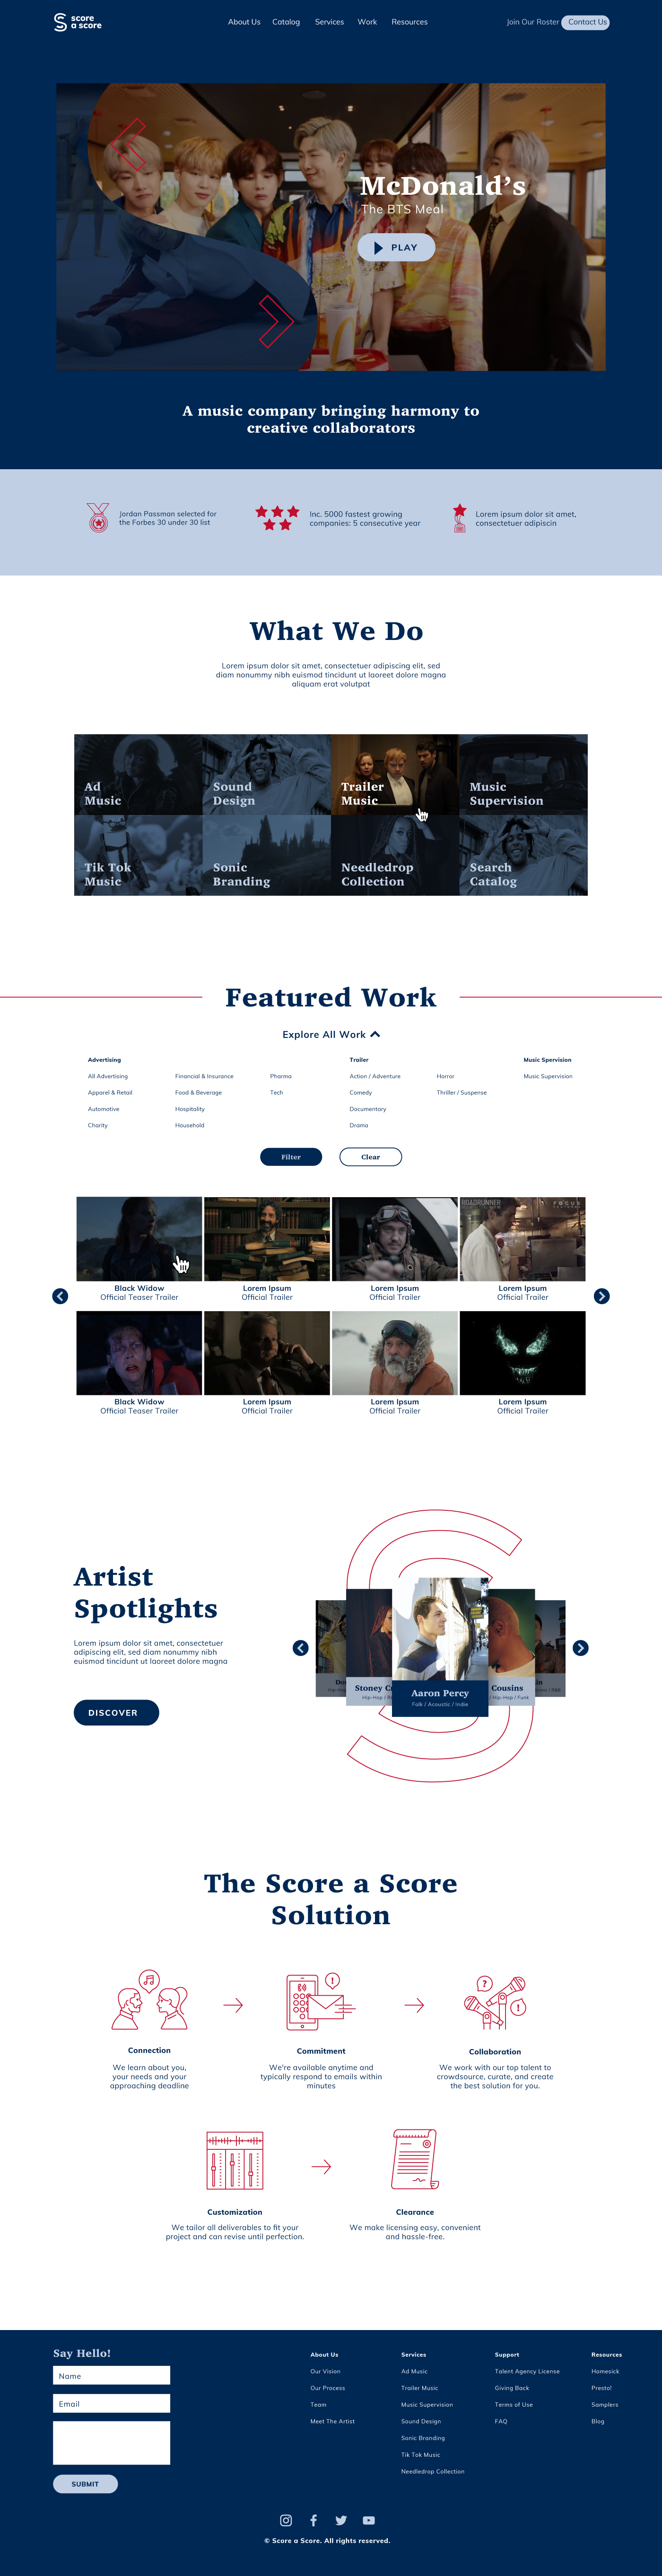 score
a score
About Us Catalog Services Work Resources
Join Our Roster Contact Us
McDonald's
The BTS Meal
PLAY
A music company bringing harmony to
creative collaborators
Jordan Passman selected for
the Forbes 30 under 30 list
Inc. 5000 fastest growing
companies: 5 consecutive year
Lorem ipsum dolor sit amet,
consectetuer adipiscin
What We Do
Lorem ipsum dolor sit amet, consectetuer adipiscing elit, sed
diam nonummy nibh euismod tincidunt ut laoreet dolore magna
aliquam erat volutpat
Ad
Music
Sound
Design
Trailer
Music
Music
Supervision
Tik Tok
Music
Sonic
Branding
Needledrop
Collection
Search
Catalog
Featured Work
Explore All Work
Advertising
All Advertising
Apparel & Retail
Automotive
Charity
Financial & Insurance
Food & Beverage
Hospitality
Household
Pharma
Tech
Trailer
Action / Adventure
Comedy
Documentary
Drama
Horror
Thriller / Suspense
Music Spervision
Music Supervision
Filter
Clear
ROADRUNNER
FOCUS
Black Widow
Official Teaser Trailer
Lorem Ipsum
Official Trailer
Lorem Ipsum
Official Trailer
Lorem Ipsum
Official Trailer
Black Widow
Official Teaser Trailer
Lorem Ipsum
Official Trailer
Lorem Ipsum
Official Trailer
Lorem Ipsum
Official Trailer
Artist
Spotlights
Lorem ipsum dolor sit amet, consectetuer
adipiscing elit, sed diam nonummy nibh
euismod tincidunt ut laoreet dolore magna
DISCOVER
Stoney C
Hip-Hop / R
Aaron Percy
Folk / Acoustic / Indie
Cousins
Hip-Hop / Funk
The Score a Score
Solution
Connection
We learn about you,
your needs and your
approaching deadline
Commitment
We're available anytime and
typically respond to emails within
minutes
Collaboration
We work with our top talent to
crowdsource, curate, and create
the best solution for you.
Customization
We tailor all deliverables to fit your
project and can revise until perfection.
Clearance
We make licensing easy, convenient
and hassle-free.
Say Hello!
Name
Email
SUBMIT
About Us
Our Vision
Our Process
Team
Meet The Artist
Services
Ad Music
Trailer Music
Music Supervision
Sound Design
Sonic Branding
Tik Tok Music
Needledrop Collection
Support
Talent Agency License
Giving Back
Terms of Use
FAQ
Resources
Homesick
Presto!
Samplers
Blog
© Score a Score. All rights reserved.